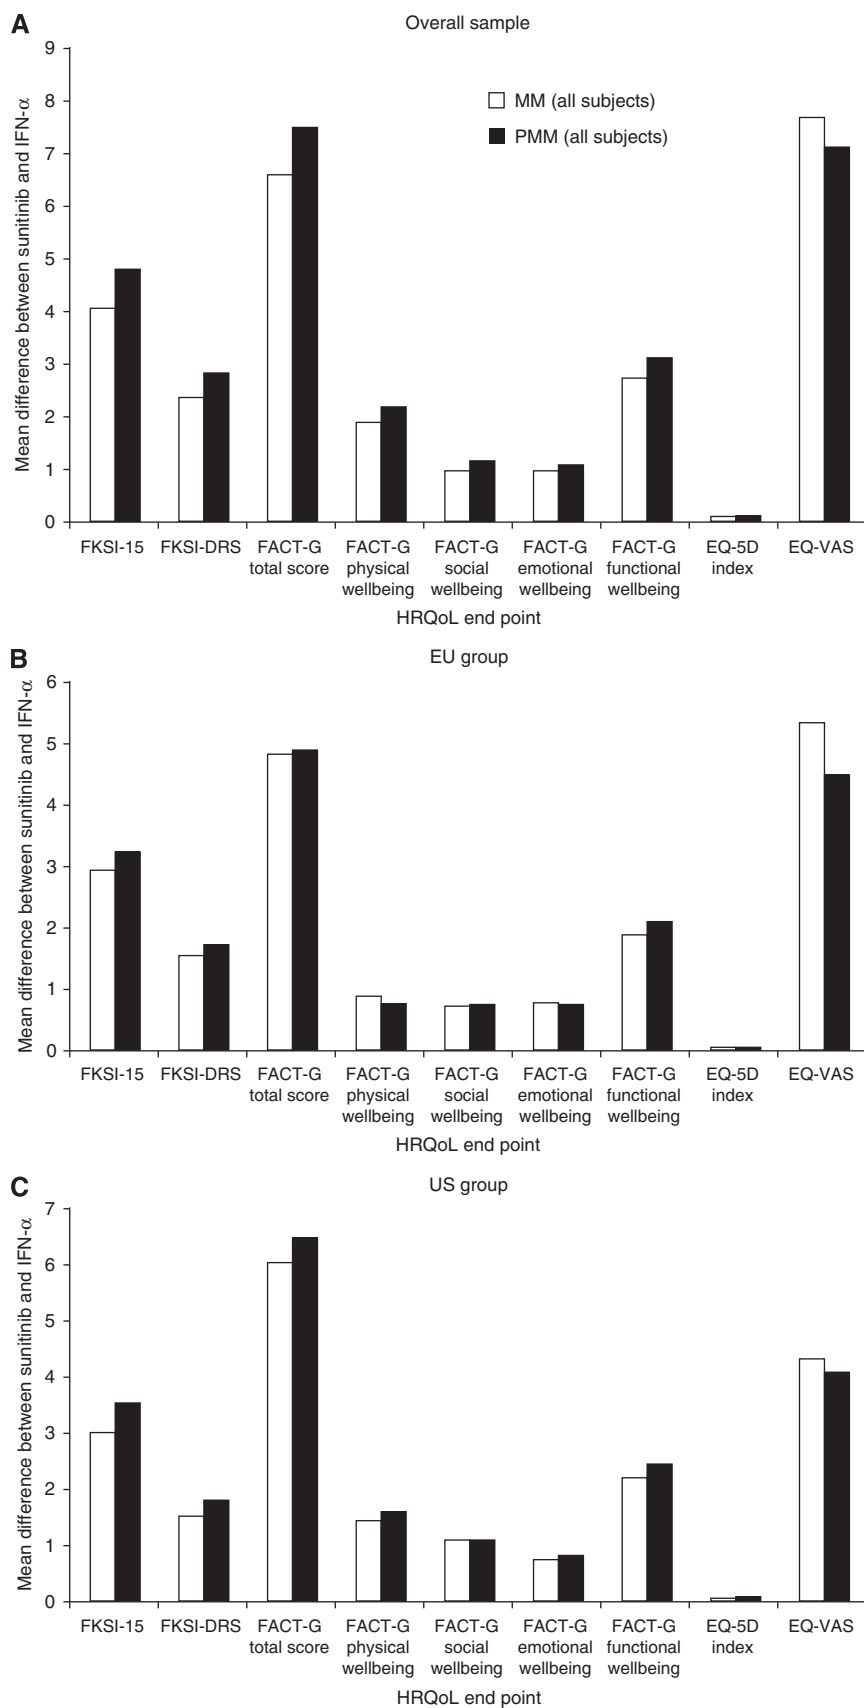 A
Overall sample
Mean difference between sunitinib and IFN-α
9
8
7
6
5
4
3
2
1
0
MM (all subjects)
PMM (all subjects)
FKSI-15 FKSI-DRS FACT-G FACT-G FACT-G FACT-G FACT-G EQ-5D EQ-VAS
total score physical social emotional functional index
wellbeing wellbeing wellbeing wellbeing
HRQoL end point
B
EU group
Mean difference between sunitinib and IFN-α
6
5
4
3
2
1
0
FKSI-15 FKSI-DRS FACT-G FACT-G FACT-G FACT-G FACT-G EQ-5D EQ-VAS
total score physical social emotional functional index
wellbeing wellbeing wellbeing wellbeing
HRQoL end point
C
US group
Mean difference between sunitinib and IFN-α
7
6
5
4
3
2
1
0
FKSI-15 FKSI-DRS FACT-G FACT-G FACT-G FACT-G FACT-G EQ-5D EQ-VAS
total score physical social emotional functional index
wellbeing wellbeing wellbeing wellbeing
HRQoL end point